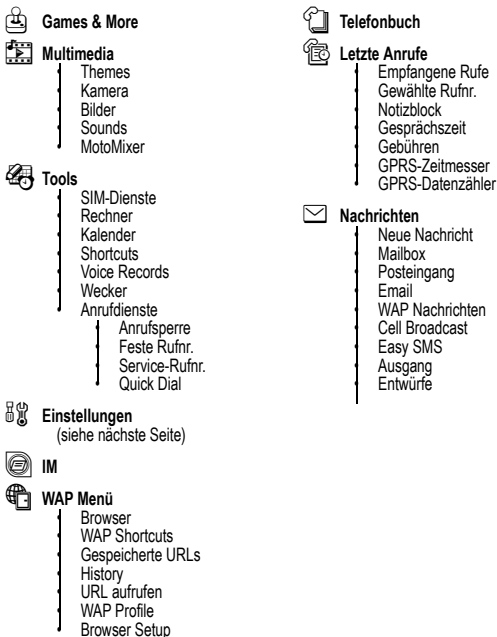 Games & More
Multimedia
Themes
Kamera
Bilder
Sounds
MotoMixer
Tools
SIM-Dienste
Rechner
Kalender
Shortcuts
Voice Records
Wecker
Anrufdienste
Anrufsperre
Feste Rufnr.
Service-Rufnr.
Quick Dial
Einstellungen
(siehe nächste Seite)
IM
WAP Menü
Browser
WAP Shortcuts
Gespeicherte URLs
History
URL aufrufen
WAP Profile
Browser Setup
Telefonbuch
Letzte Anrufe
Empfangene Rufe
Gewählte Rufnr.
Notizblock
Gesprächszeit
Gebühren
GPRS-Zeitmesser
GPRS-Datenzähler
Nachrichten
Neue Nachricht
Mailbox
Posteingang
Email
WAP Nachrichten
Cell Broadcast
Easy SMS
Ausgang
Entwürfe